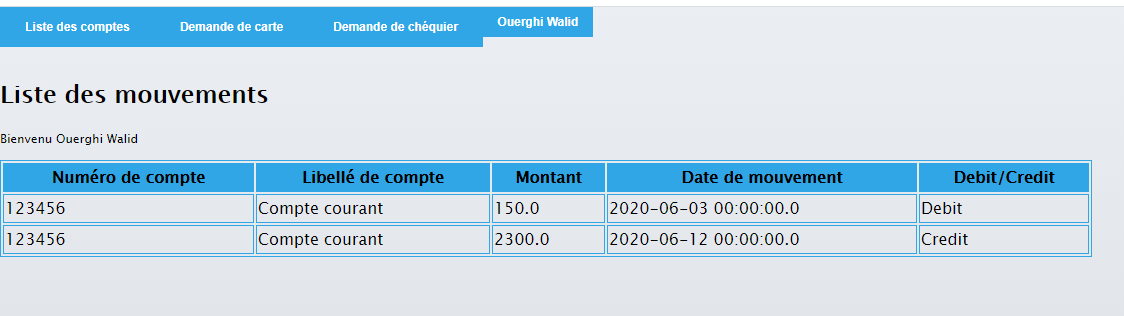 Liste des comptes Demande de carte Demande de chéquier Ouerghi Walid
Liste des mouvements
Bienvenu Ouerghi Walid
Numéro de compte Libellé de compte Montant Date de mouvement Debit/Credit
123456 Compte courant 150.0 2020-06-03 00:00:00.0 Debit
123456 Compte courant 2300.0 2020-06-12 00:00:00.0 Credit